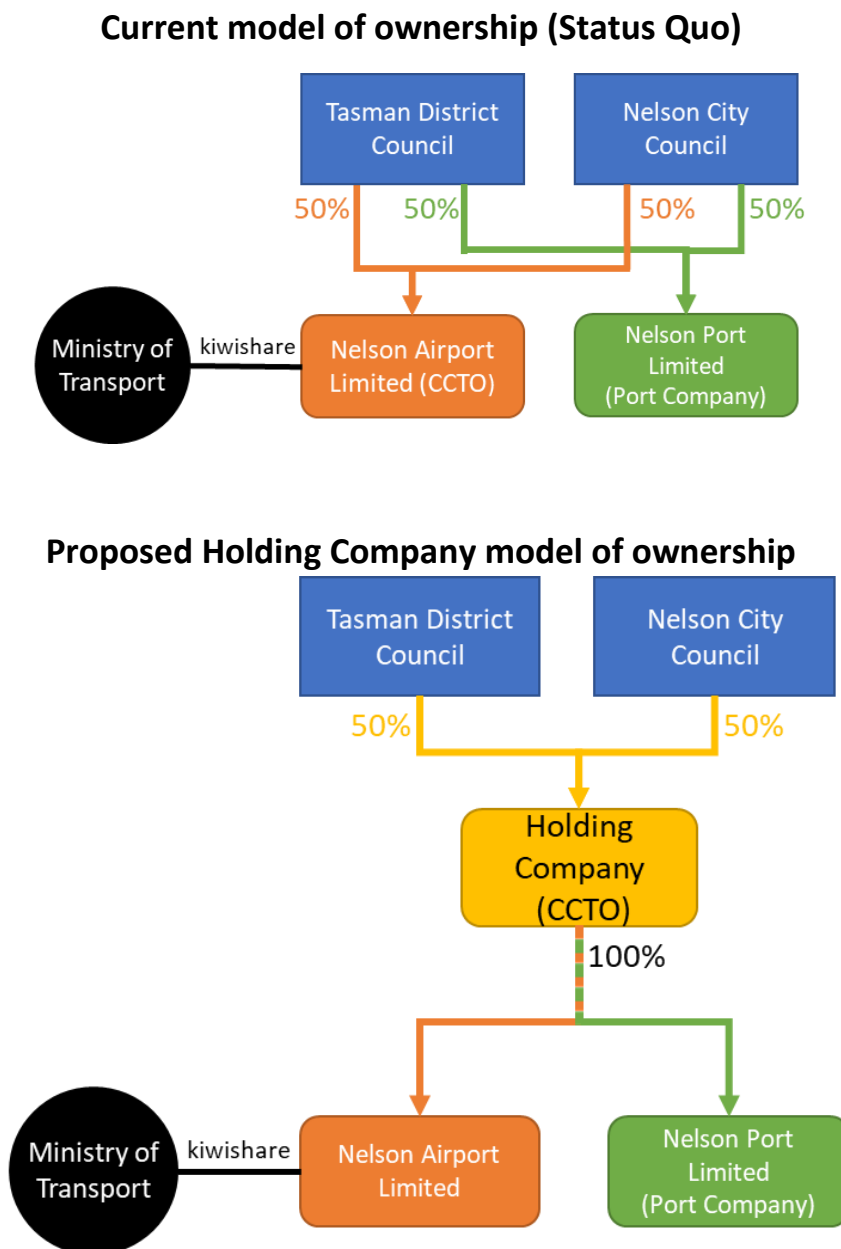 Current model of ownership (Status Quo)
Tasman District
Council
Nelson City
Council
50%
50%
50%
50%
Ministry of
Transport
kiwishare
Nelson Airport
Limited (CCTO)
Nelson Port
Limited
(Port Company)
Proposed Holding Company model of ownership
Tasman District
Council
Nelson City
Council
50%
50%
Holding
Company
(CCTO)
100%
Ministry of
Transport
kiwishare
Nelson Airport
Limited
Nelson Port
Limited
(Port Company)